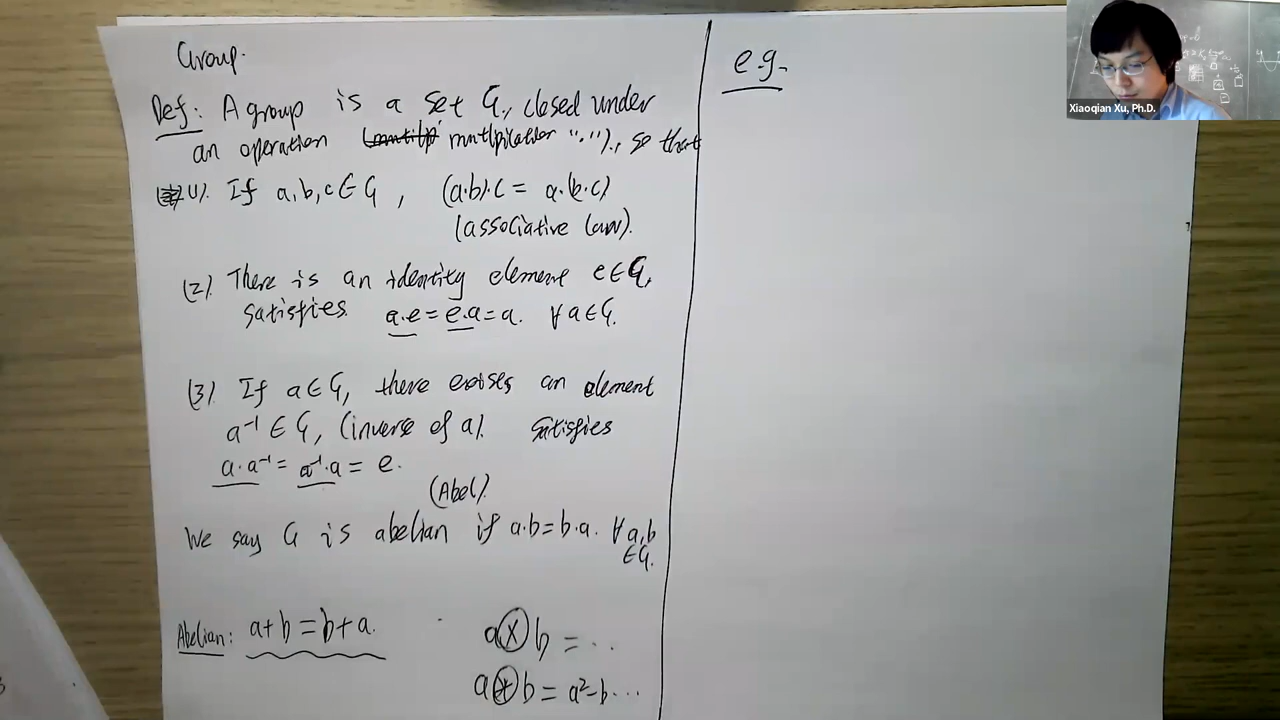 Group.
Def: A group is a set G, closed under
an operation multiplication "·"), so that
(1). If a, b, c ∈ G, (a·b)·c = a·(b·c)
(associative law).
(2). There is an identity element e ∈ G,
satisfies. a·e = e·a = a. ∀ a ∈ G.
(3) If a ∈ G, there exises an element
a⁻¹ ∈ G, (inverse of a). satisfies
a·a⁻¹ = a⁻¹·a = e.
(Abel).
We say G is abelian if a·b = b·a. ∀ a, b
∈ G.
Abelian: a+b = b+a.
a ⓧ b = ...
a ⊛ b = a²-b ...
e.g.
Xiaoqian Xu, Ph.D.